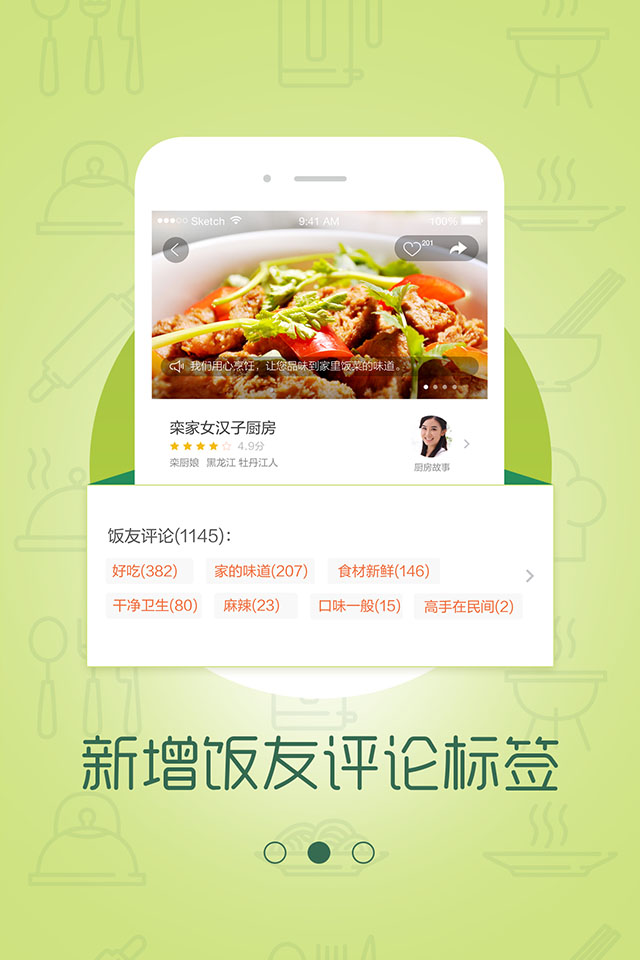 Sketch 9:41 AM 100%
201
我们用心烹饪，让您品味到家里饭菜的味道。
栾家女汉子厨房
4.9分
栾厨娘 黑龙江 牡丹江人
厨房故事
饭友评论(1145)：
好吃(382) 家的味道(207) 食材新鲜(146)
干净卫生(80) 麻辣(23) 口味一般(15) 高手在民间(2)
新增饭友评论标签